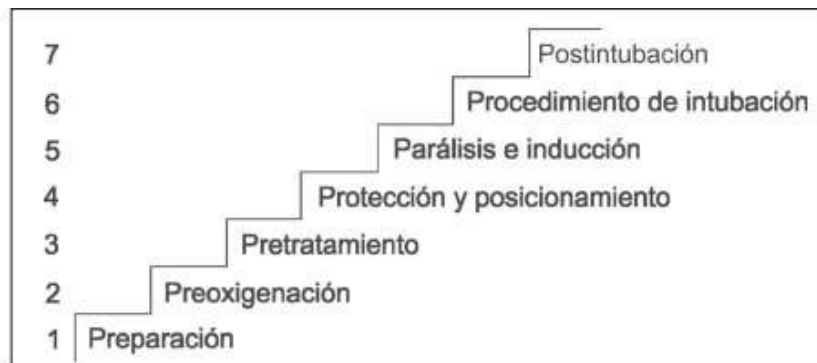 7 Postintubación
6 Procedimiento de intubación
5 Parálisis e inducción
4 Protección y posicionamiento
3 Pretratamiento
2 Preoxigenación
1 Preparación